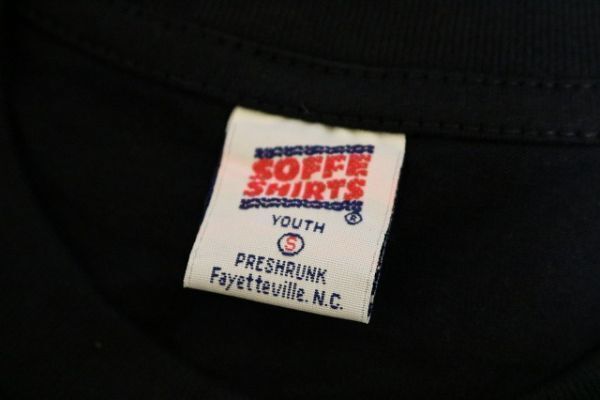 SOFFE
SHIRTS
®
YOUTH
S
PRESHRUNK
Fayetteville, N.C.